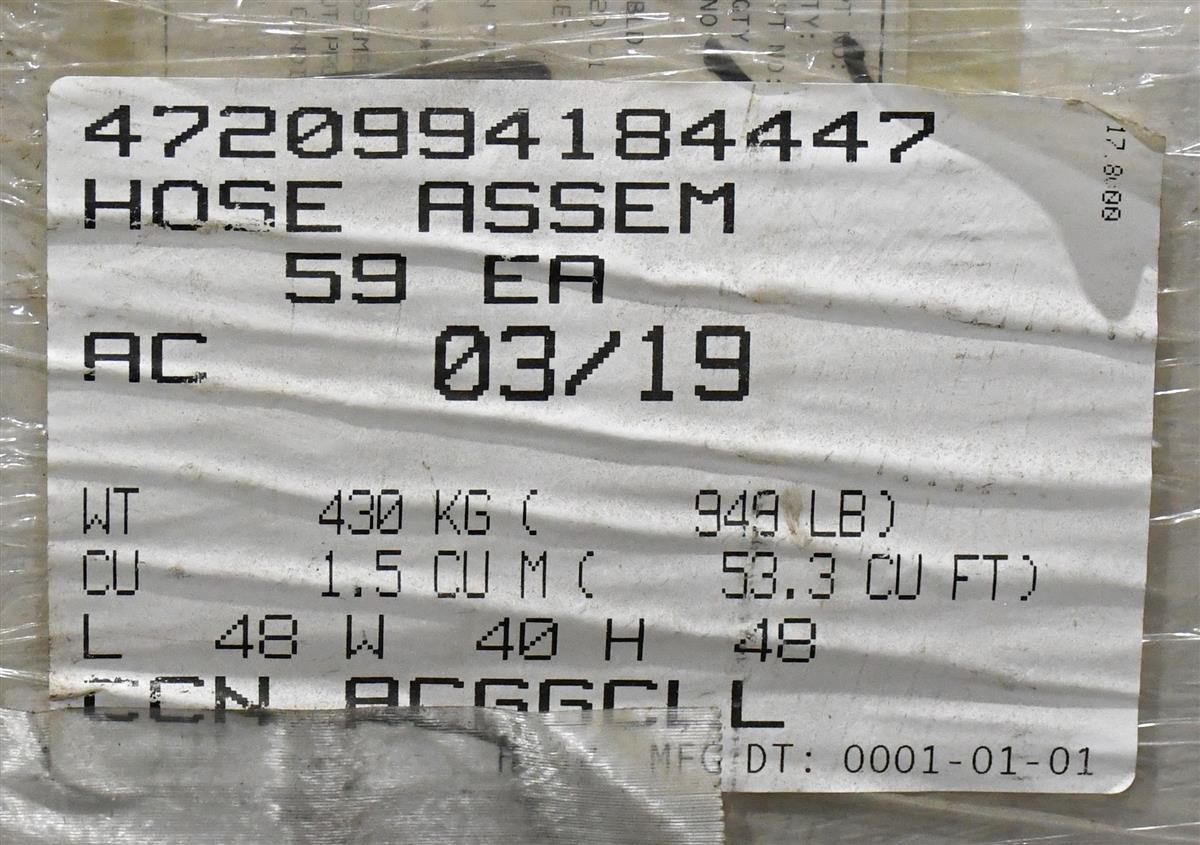 4720994184447
HOSE ASSEM
59 EA
AC 03/19
WT 430 KG ( 949 LB)
CU 1.5 CU M ( 53.3 CU FT)
L 48 W 40 H 48
CCN
MFG DT: 0001-01-01
17.8:00